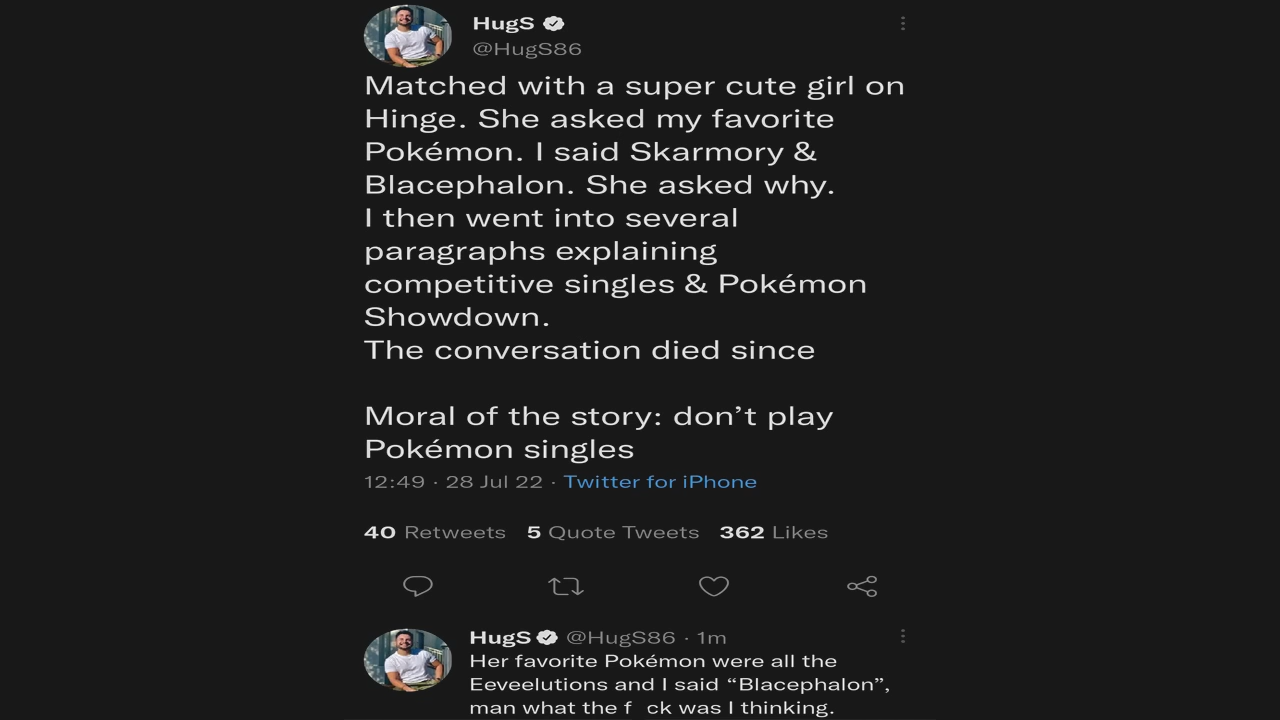 HugS
@HugS86
Matched with a super cute girl on
Hinge. She asked my favorite
Pokémon. I said Skarmory &
Blacephalon. She asked why.
I then went into several
paragraphs explaining
competitive singles & Pokémon
Showdown.
The conversation died since
Moral of the story: don’t play
Pokémon singles
12:49 · 28 Jul 22 · Twitter for iPhone
40 Retweets 5 Quote Tweets 362 Likes
HugS @HugS86 · 1m
Her favorite Pokémon were all the
Eeveelutions and I said “Blacephalon”,
man what the f ck was I thinking.